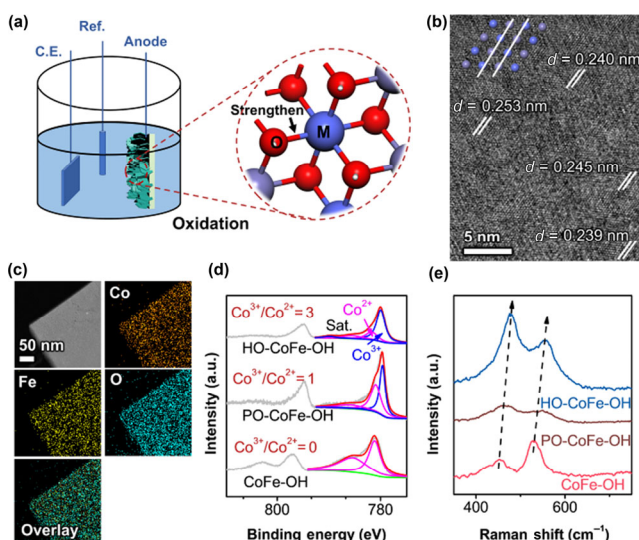 (a)
Ref.
C.E.
Anode
Strengthen
M
O
Oxidation
(b)
d = 0.240 nm
d = 0.253 nm
d = 0.245 nm
d = 0.239 nm
5 nm
(c)
Co
50 nm
Fe
O
Overlay
(d)
Co³⁺/Co²⁺ = 3
Co²⁺
Sat.
Co³⁺
HO-CoFe-OH
Co³⁺/Co²⁺ = 1
PO-CoFe-OH
Co³⁺/Co²⁺ = 0
CoFe-OH
Intensity (a.u.)
800
780
Binding energy (eV)
(e)
HO-CoFe-OH
PO-CoFe-OH
CoFe-OH
Intensity (a.u.)
400
600
Raman shift (cm⁻¹)